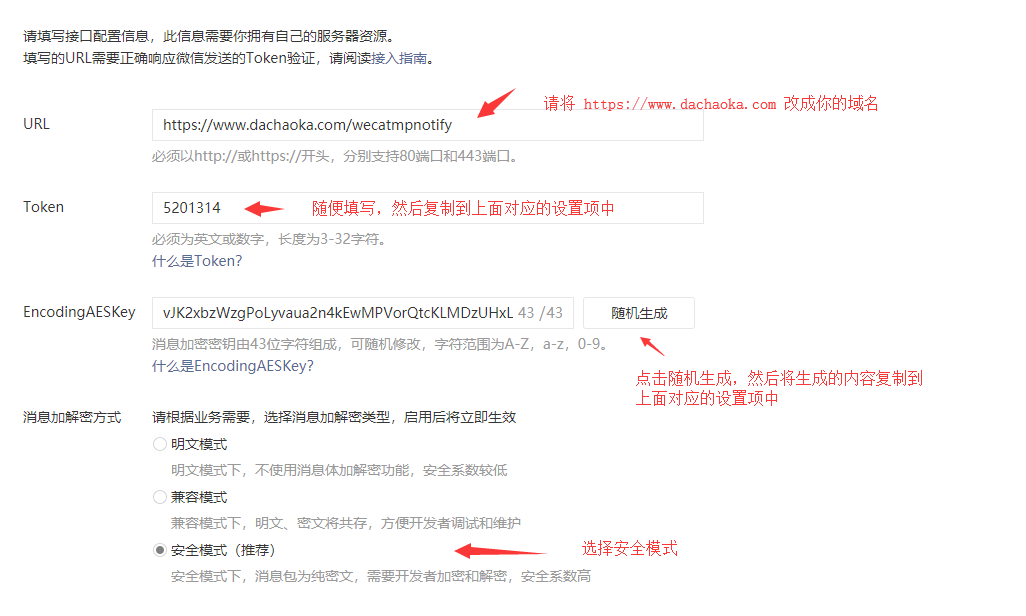 请填写接口配置信息，此信息需要你拥有自己的服务器资源。
填写的URL需要正确响应微信发送的Token验证，请阅读接入指南。
请将 https://www.dachaoka.com 改成你的域名
URL
https://www.dachaoka.com/wecatmpnotify
必须以http://或https://开头，分别支持80端口和443端口。
Token
5201314
随便填写，然后复制到上面对应的设置项中
必须为英文或数字，长度为3-32字符。
什么是Token?
EncodingAESKey
vJK2xbzWzgPoLyvaua2n4kEwMPVorQtcKLMDzUHxL 43 /43
随机生成
消息加密密钥由43位字符组成，可随机修改，字符范围为A-Z，a-z，0-9。
什么是EncodingAESKey?
点击随机生成，然后将生成的内容复制到
上面对应的设置项中
消息加解密方式
请根据业务需要，选择消息加解密类型，启用后将立即生效
明文模式
明文模式下，不使用消息体加解密功能，安全系数较低
兼容模式
兼容模式下，明文、密文将共存，方便开发者调试和维护
安全模式（推荐）
选择安全模式
安全模式下，消息包为纯密文，需要开发者加密和解密，安全系数高